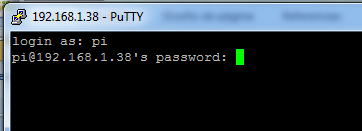 192.168.1.38 - PuTTY
login as: pi
pi@192.168.1.38's password: